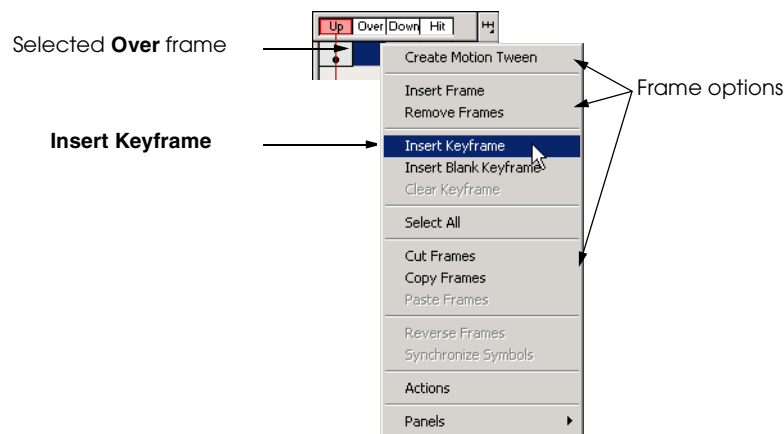 Up Over Down Hit
Selected Over frame
Create Motion Tween
Frame options
Insert Frame
Remove Frames
Insert Keyframe
Insert Keyframe
Insert Blank Keyframe
Clear Keyframe
Select All
Cut Frames
Copy Frames
Paste Frames
Reverse Frames
Synchronize Symbols
Actions
Panels